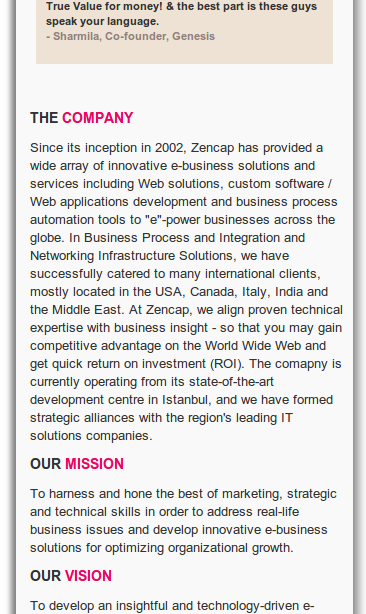 True Value for money! & the best part is these guys
speak your language.
- Sharmila, Co-founder, Genesis
THE COMPANY
Since its inception in 2002, Zencap has provided a
wide array of innovative e-business solutions and
services including Web solutions, custom software /
Web applications development and business process
automation tools to "e"-power businesses across the
globe. In Business Process and Integration and
Networking Infrastructure Solutions, we have
successfully catered to many international clients,
mostly located in the USA, Canada, Italy, India and
the Middle East. At Zencap, we align proven technical
expertise with business insight - so that you may gain
competitive advantage on the World Wide Web and
get quick return on investment (ROI). The comapny is
currently operating from its state-of-the-art
development centre in Istanbul, and we have formed
strategic alliances with the region's leading IT
solutions companies.
OUR MISSION
To harness and hone the best of marketing, strategic
and technical skills in order to address real-life
business issues and develop innovative e-business
solutions for optimizing organizational growth.
OUR VISION
To develop an insightful and technology-driven e-